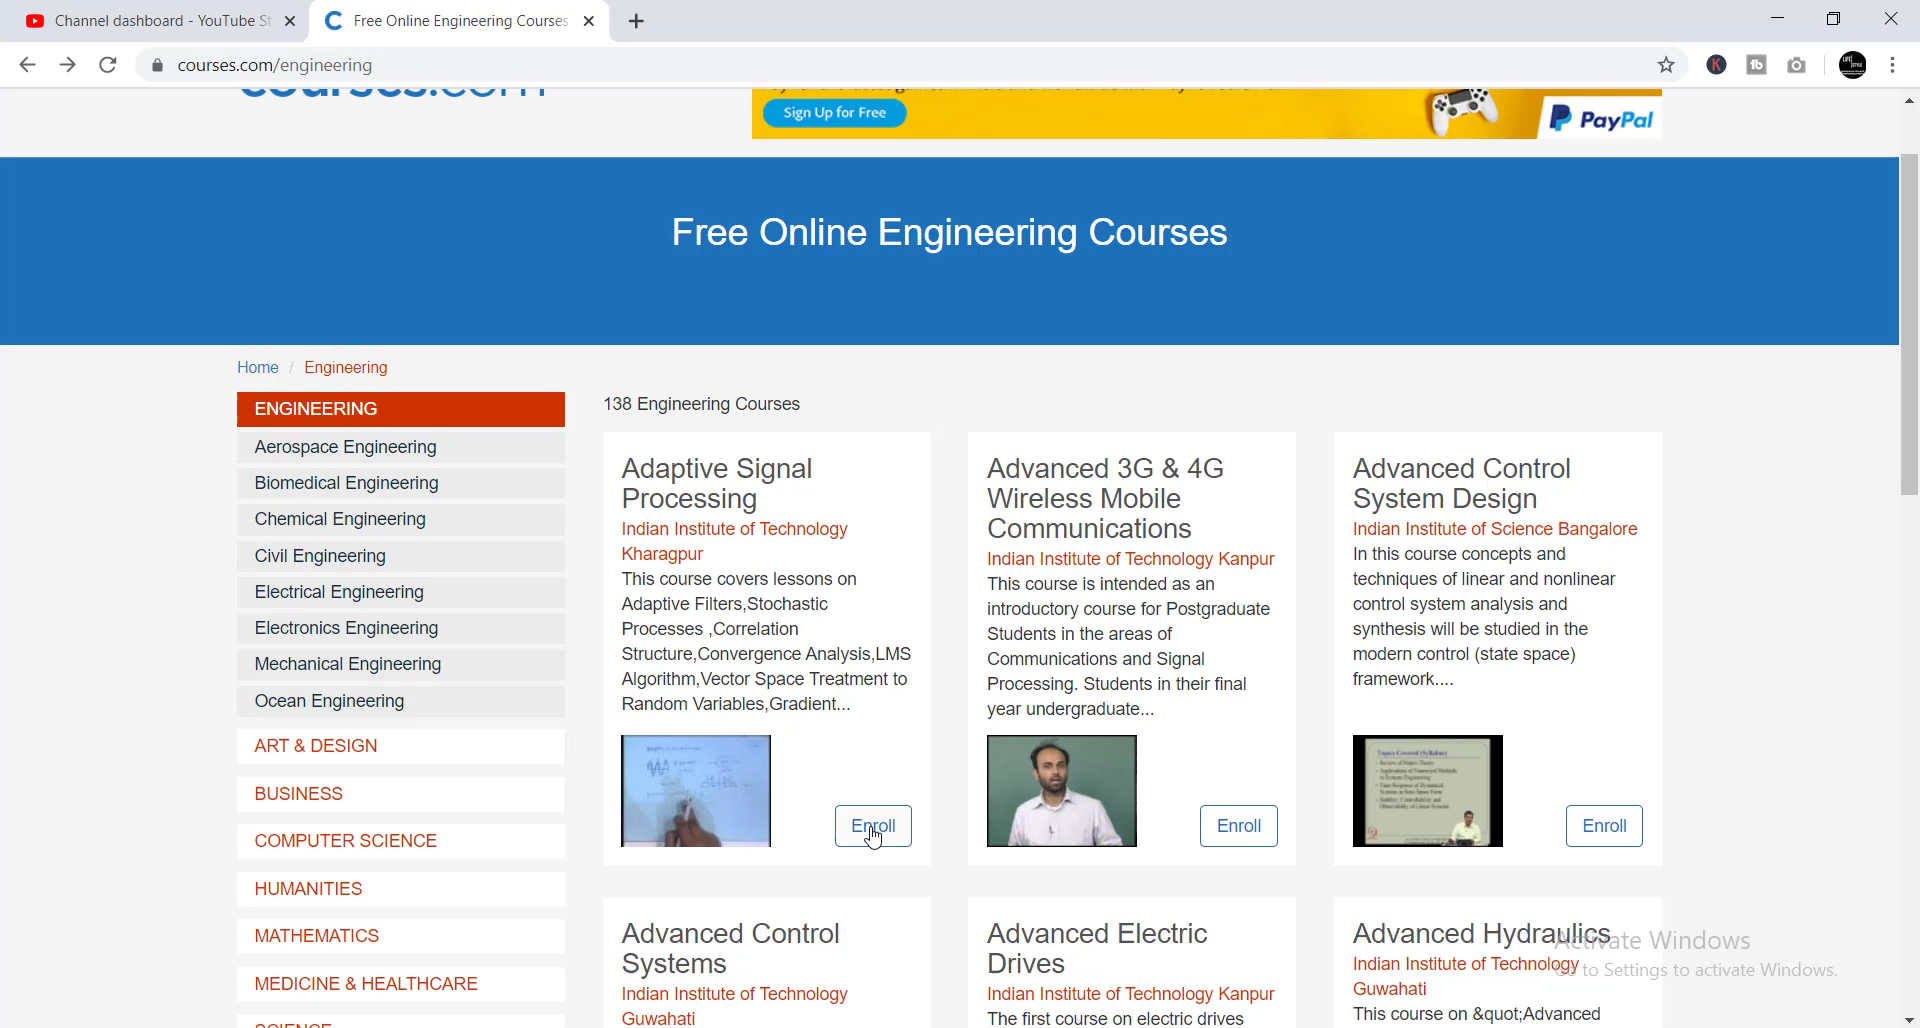 Channel dashboard - YouTube St
Free Online Engineering Courses
courses.com/engineering
K
tb
courses.com
Sign Up for Free
PayPal
Free Online Engineering Courses
Home / Engineering
138 Engineering Courses
ENGINEERING
Aerospace Engineering
Biomedical Engineering
Chemical Engineering
Civil Engineering
Electrical Engineering
Electronics Engineering
Mechanical Engineering
Ocean Engineering
ART & DESIGN
BUSINESS
COMPUTER SCIENCE
HUMANITIES
MATHEMATICS
MEDICINE & HEALTHCARE
SCIENCE
Adaptive Signal
Processing
Indian Institute of Technology
Kharagpur
This course covers lessons on
Adaptive Filters,Stochastic
Processes ,Correlation
Structure,Convergence Analysis,LMS
Algorithm,Vector Space Treatment to
Random Variables,Gradient...
Enroll
Advanced 3G & 4G
Wireless Mobile
Communications
Indian Institute of Technology Kanpur
This course is intended as an
introductory course for Postgraduate
Students in the areas of
Communications and Signal
Processing. Students in their final
year undergraduate...
Enroll
Advanced Control
System Design
Indian Institute of Science Bangalore
In this course concepts and
techniques of linear and nonlinear
control system analysis and
synthesis will be studied in the
modern control (state space)
framework....
Topics Covered (Syllabus)
Enroll
Advanced Control
Systems
Indian Institute of Technology
Guwahati
Advanced Electric
Drives
Indian Institute of Technology Kanpur
The first course on electric drives
Advanced Hydraulics
Indian Institute of Technology
Guwahati
This course on &quot;Advanced
Activate Windows
Go to Settings to activate Windows.